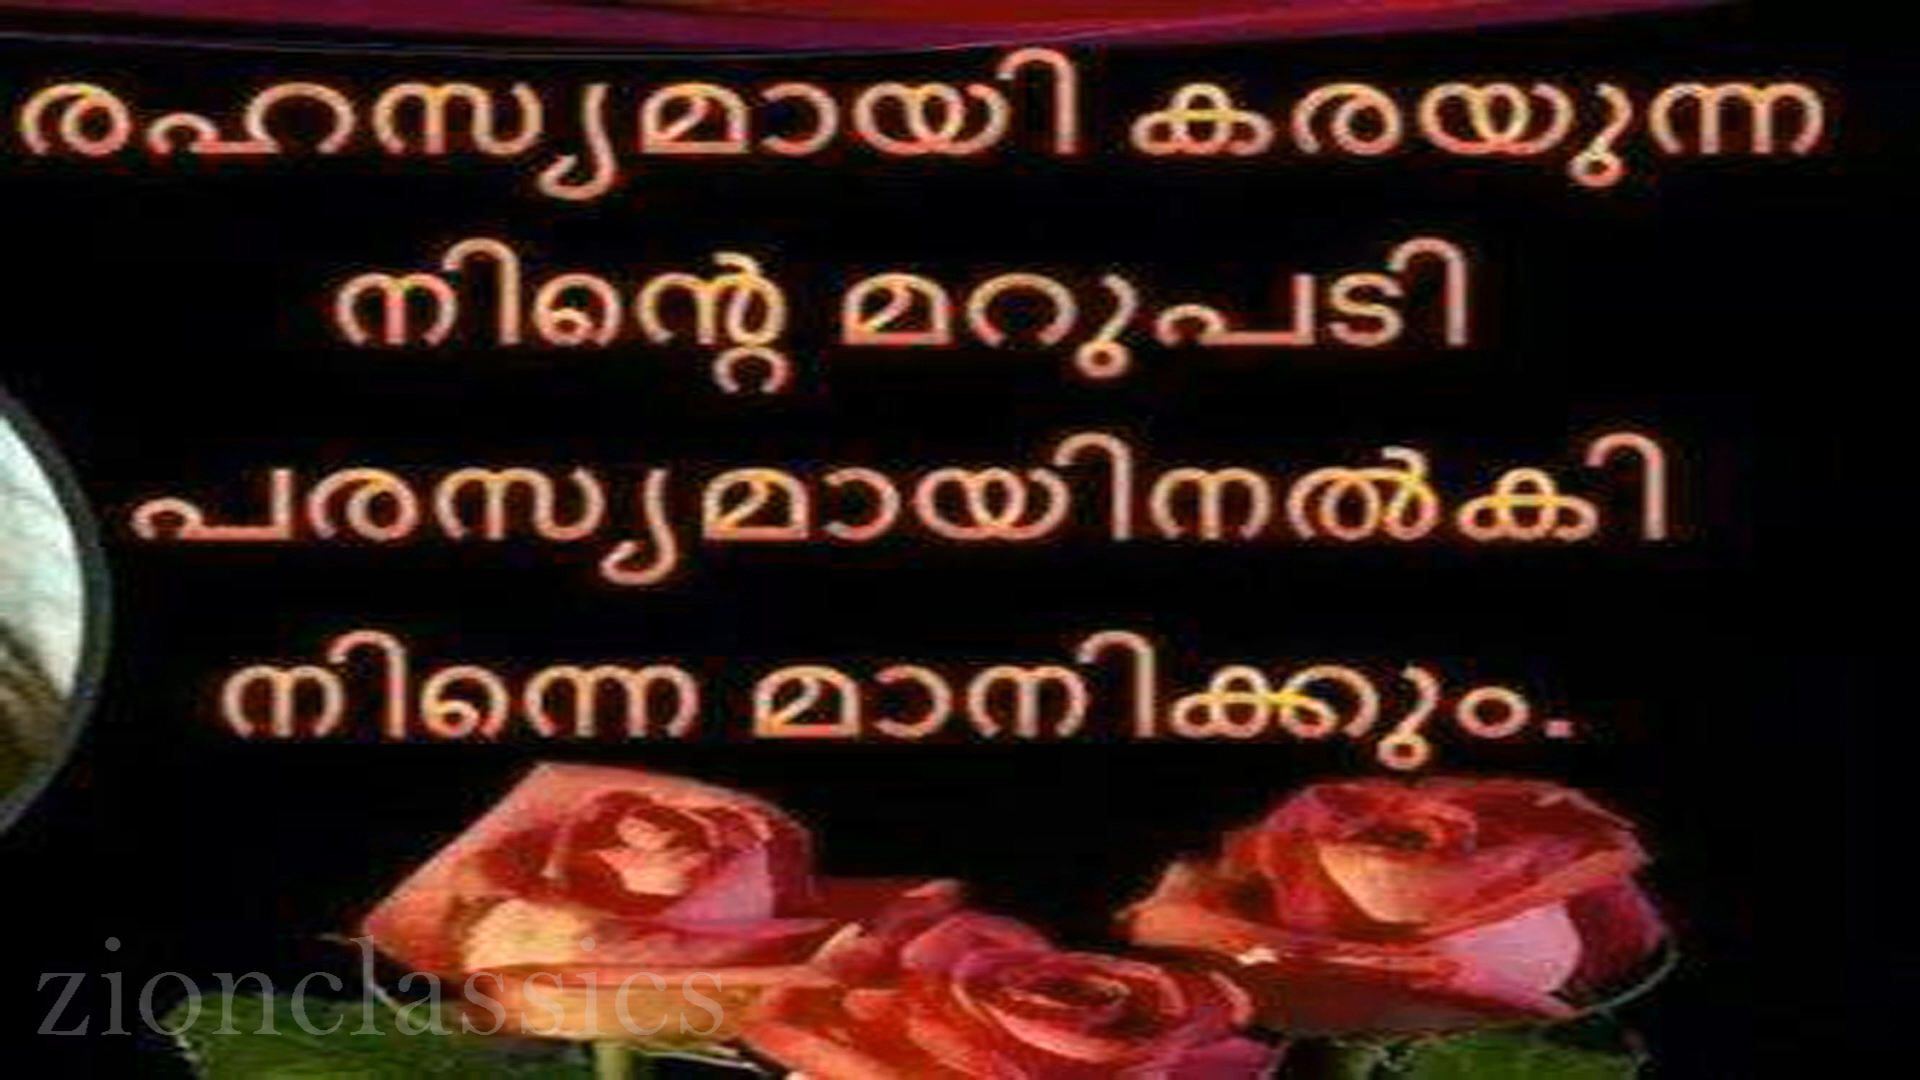 രഹസ്യമായി കരയുന്ന
നിന്റെ മറുപടി
പരസ്യമായിനൽകി
നിന്നെ മാനിക്കും.
zionclassics